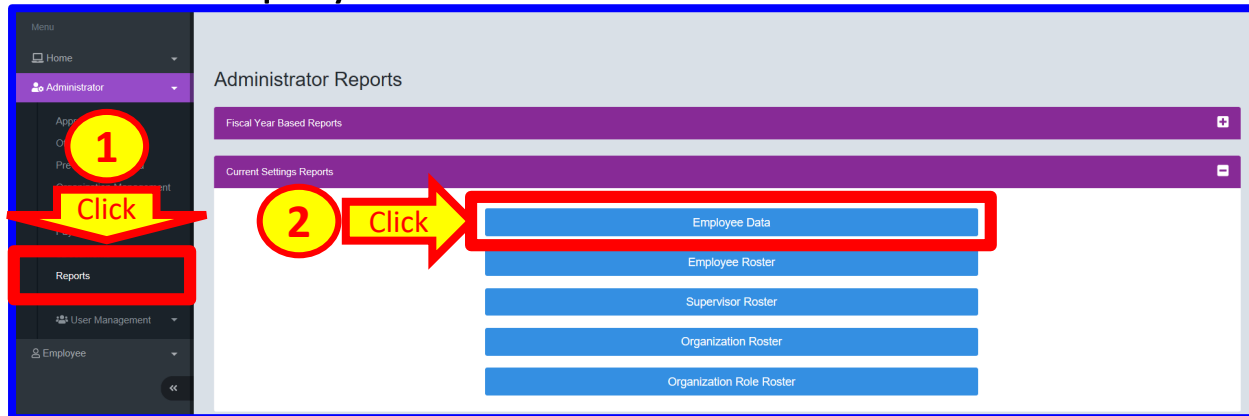 Menu
Home
Administrator
1
Click
Reports
User Management
Employee
«
Administrator Reports
Fiscal Year Based Reports
Current Settings Reports
2
Click
Employee Data
Employee Roster
Supervisor Roster
Organization Roster
Organization Role Roster